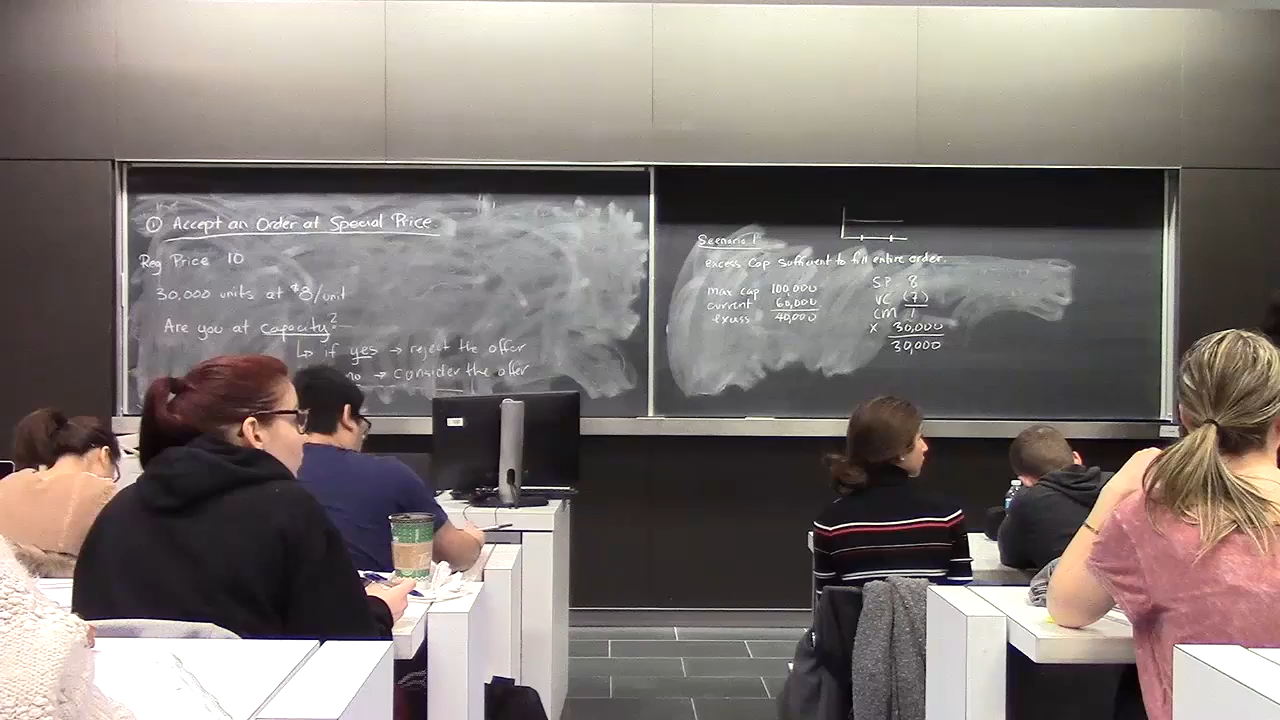 ① Accept an Order at Special Price
Reg Price 10
30,000 units at $8/unit
Are you at capacity?
↳ if yes → reject the offer
no → consider the offer
Scenario 1
excess cap sufficient to fill entire order.
max cap 100,000
current 60,000
excess 40,000
SP 8
VC (7)
CM 1
x 30,000
30,000